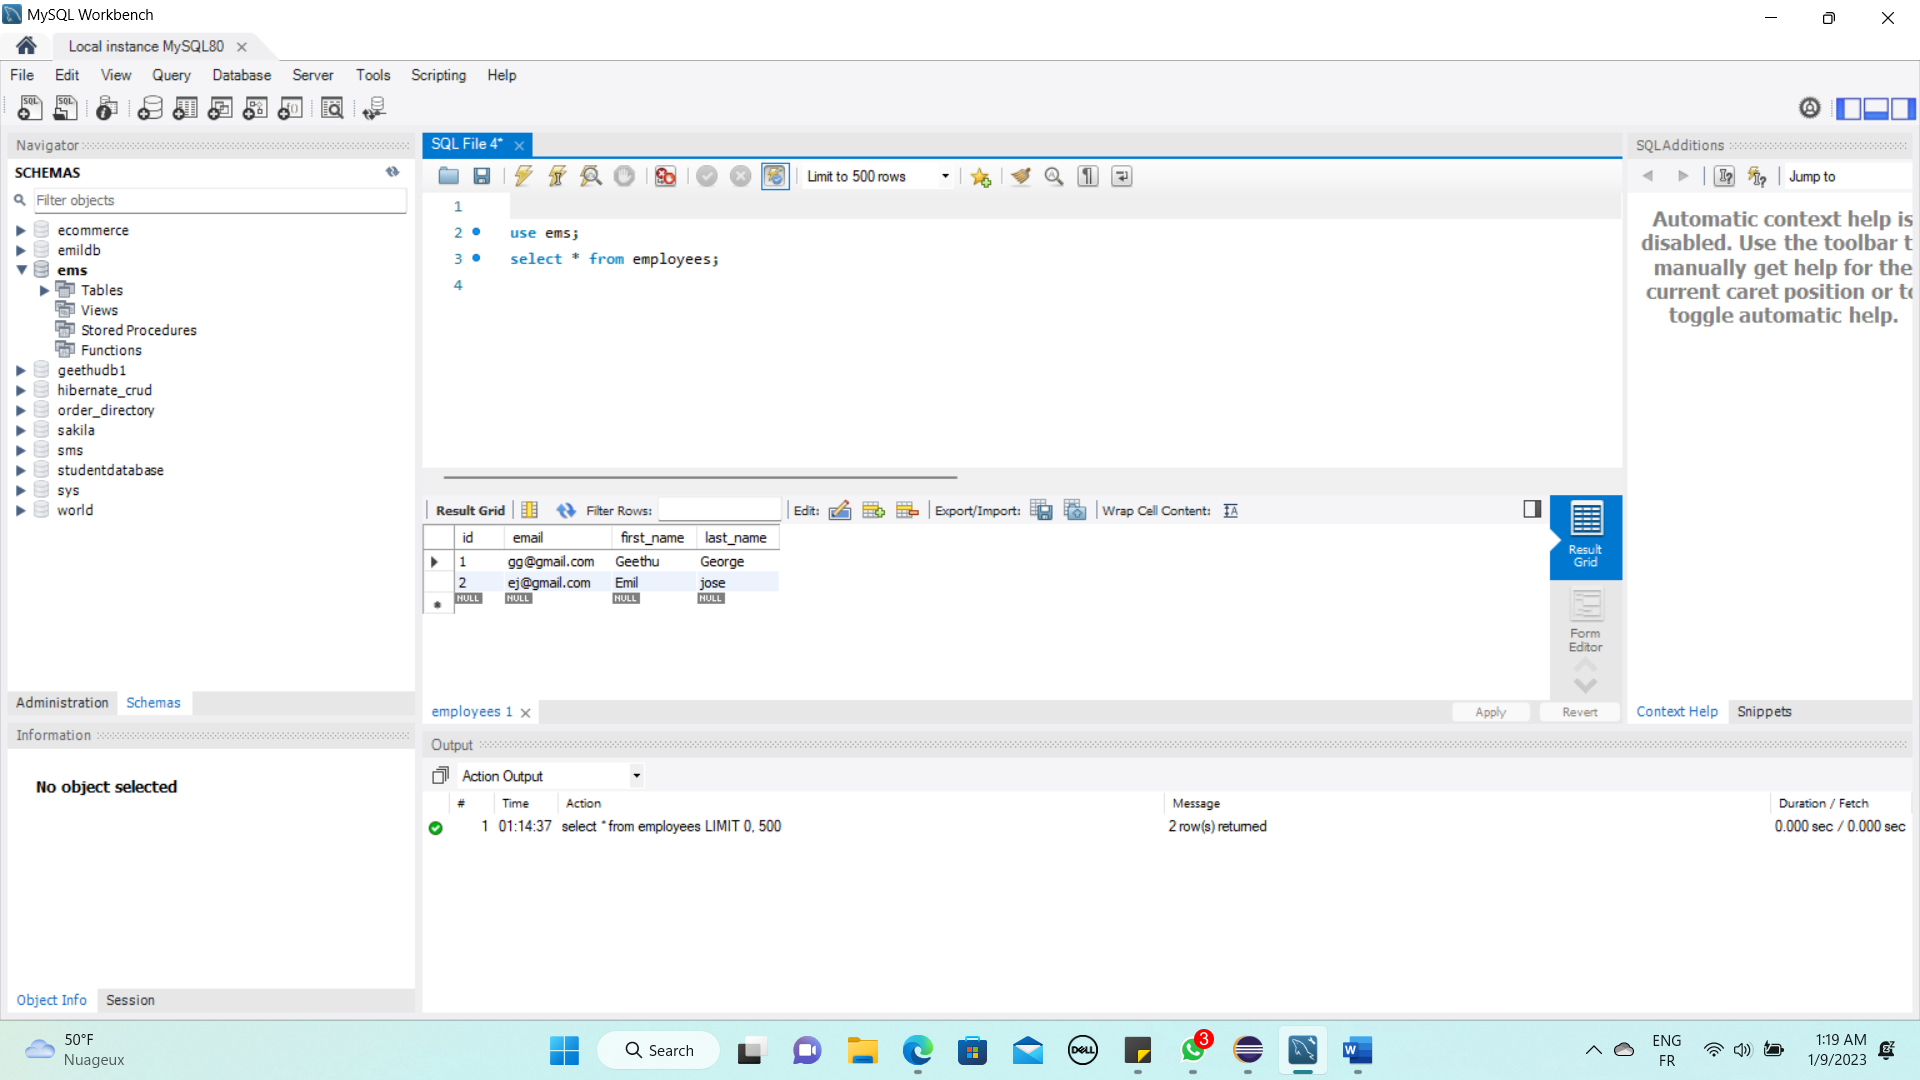 MySQL Workbench
Local instance MySQL80
File Edit View Query Database Server Tools Scripting Help
Navigator
SCHEMAS
Filter objects
ecommerce
emildb
ems
Tables
Views
Stored Procedures
Functions
geethudb1
hibernate_crud
order_directory
sakila
sms
studentdatabase
sys
world
Administration Schemas
Information
No object selected
Object Info Session
SQL File 4*
Limit to 500 rows
1
2 use ems;
3 select * from employees;
4
Result Grid Filter Rows: Edit: Export/Import: Wrap Cell Content:
id email first_name last_name
1 gg@gmail.com Geethu George
2 ej@gmail.com Emil jose
NULL NULL NULL NULL
Result
Grid
Form
Editor
employees 1
Apply Revert
SQLAdditions
Jump to
Automatic context help is
disabled. Use the toolbar t
manually get help for the
current caret position or to
toggle automatic help.
Context Help Snippets
Output
Action Output
# Time Action Message Duration / Fetch
1 01:14:37 select * from employees LIMIT 0, 500 2 row(s) returned 0.000 sec / 0.000 sec
50°F
Nuageux
Search
DELL
3
W
ENG
FR
1:19 AM
1/9/2023